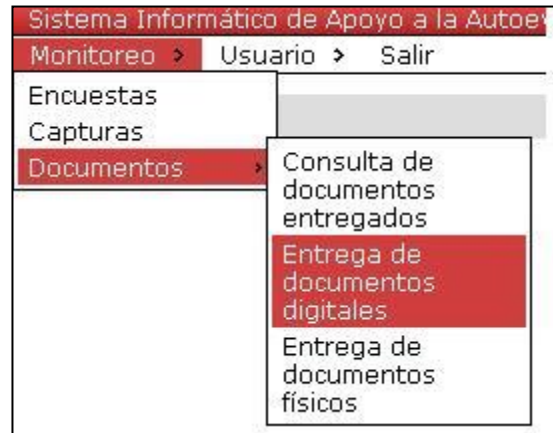 Sistema Informático de Apoyo a la Autoev
Monitoreo > Usuario > Salir
Encuestas
Capturas
Documentos >
Consulta de
documentos
entregados
Entrega de
documentos
digitales
Entrega de
documentos
físicos